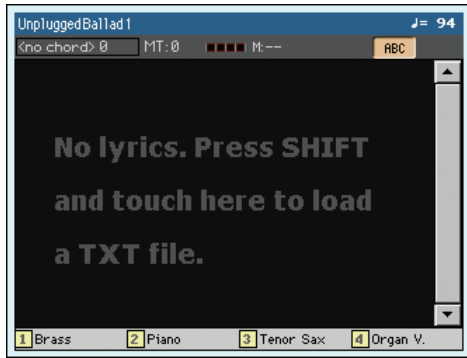 UnpluggedBallad1 ♩= 94
<no chord> 0 MT:0 M:-- ABC
No lyrics. Press SHIFT
and touch here to load
a TXT file.
1 Brass 2 Piano 3 Tenor Sax 4 Organ V.